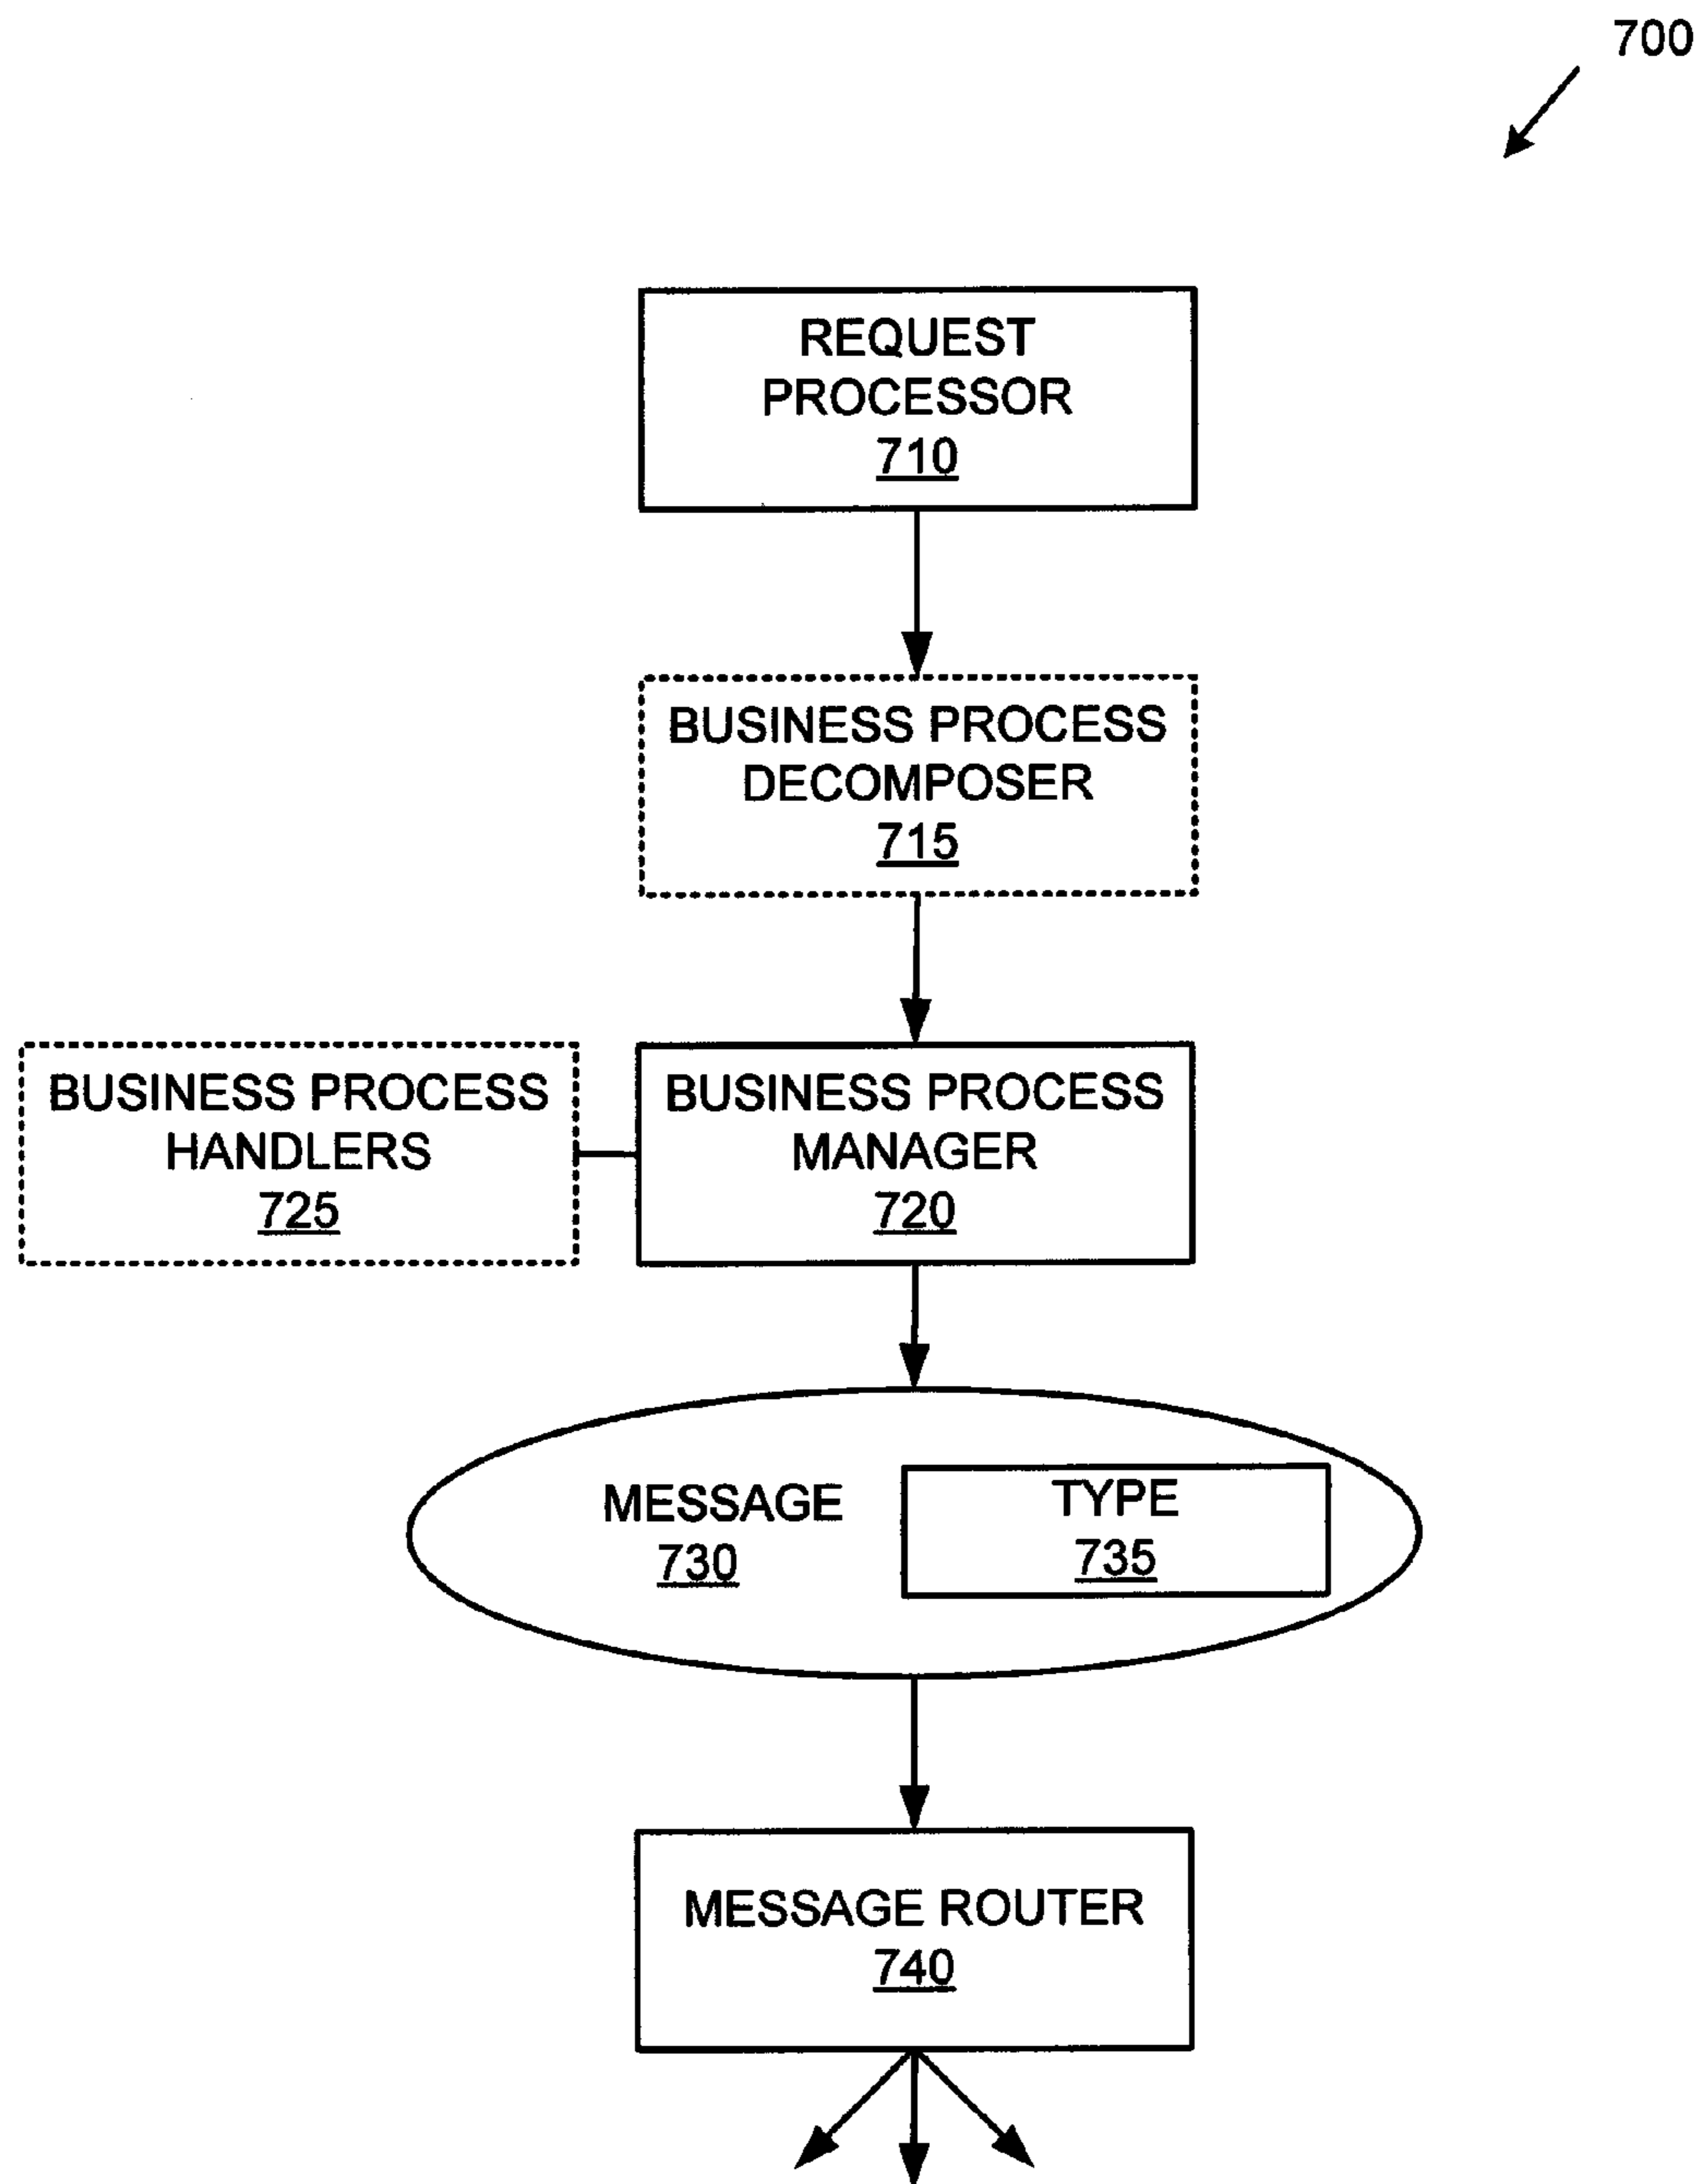 700
REQUEST
PROCESSOR
710
BUSINESS PROCESS
DECOMPOSER
715
BUSINESS PROCESS
HANDLERS
725
BUSINESS PROCESS
MANAGER
720
MESSAGE
730
TYPE
735
MESSAGE ROUTER
740